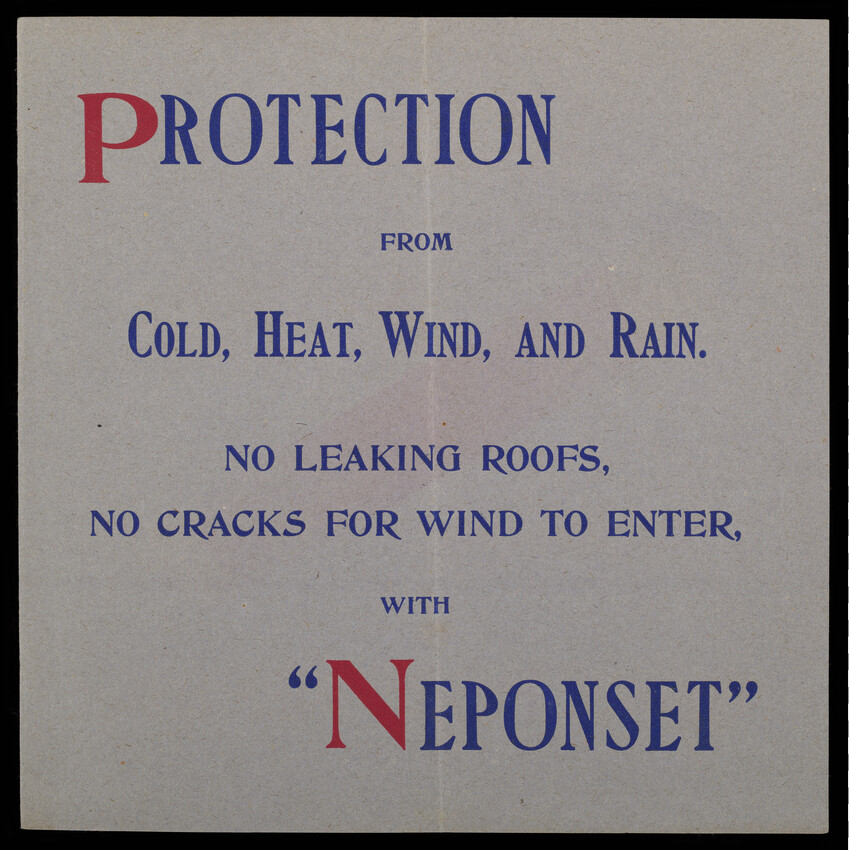 PROTECTION
FROM
COLD, HEAT, WIND, AND RAIN.
NO LEAKING ROOFS,
NO CRACKS FOR WIND TO ENTER,
WITH
“NEPONSET”